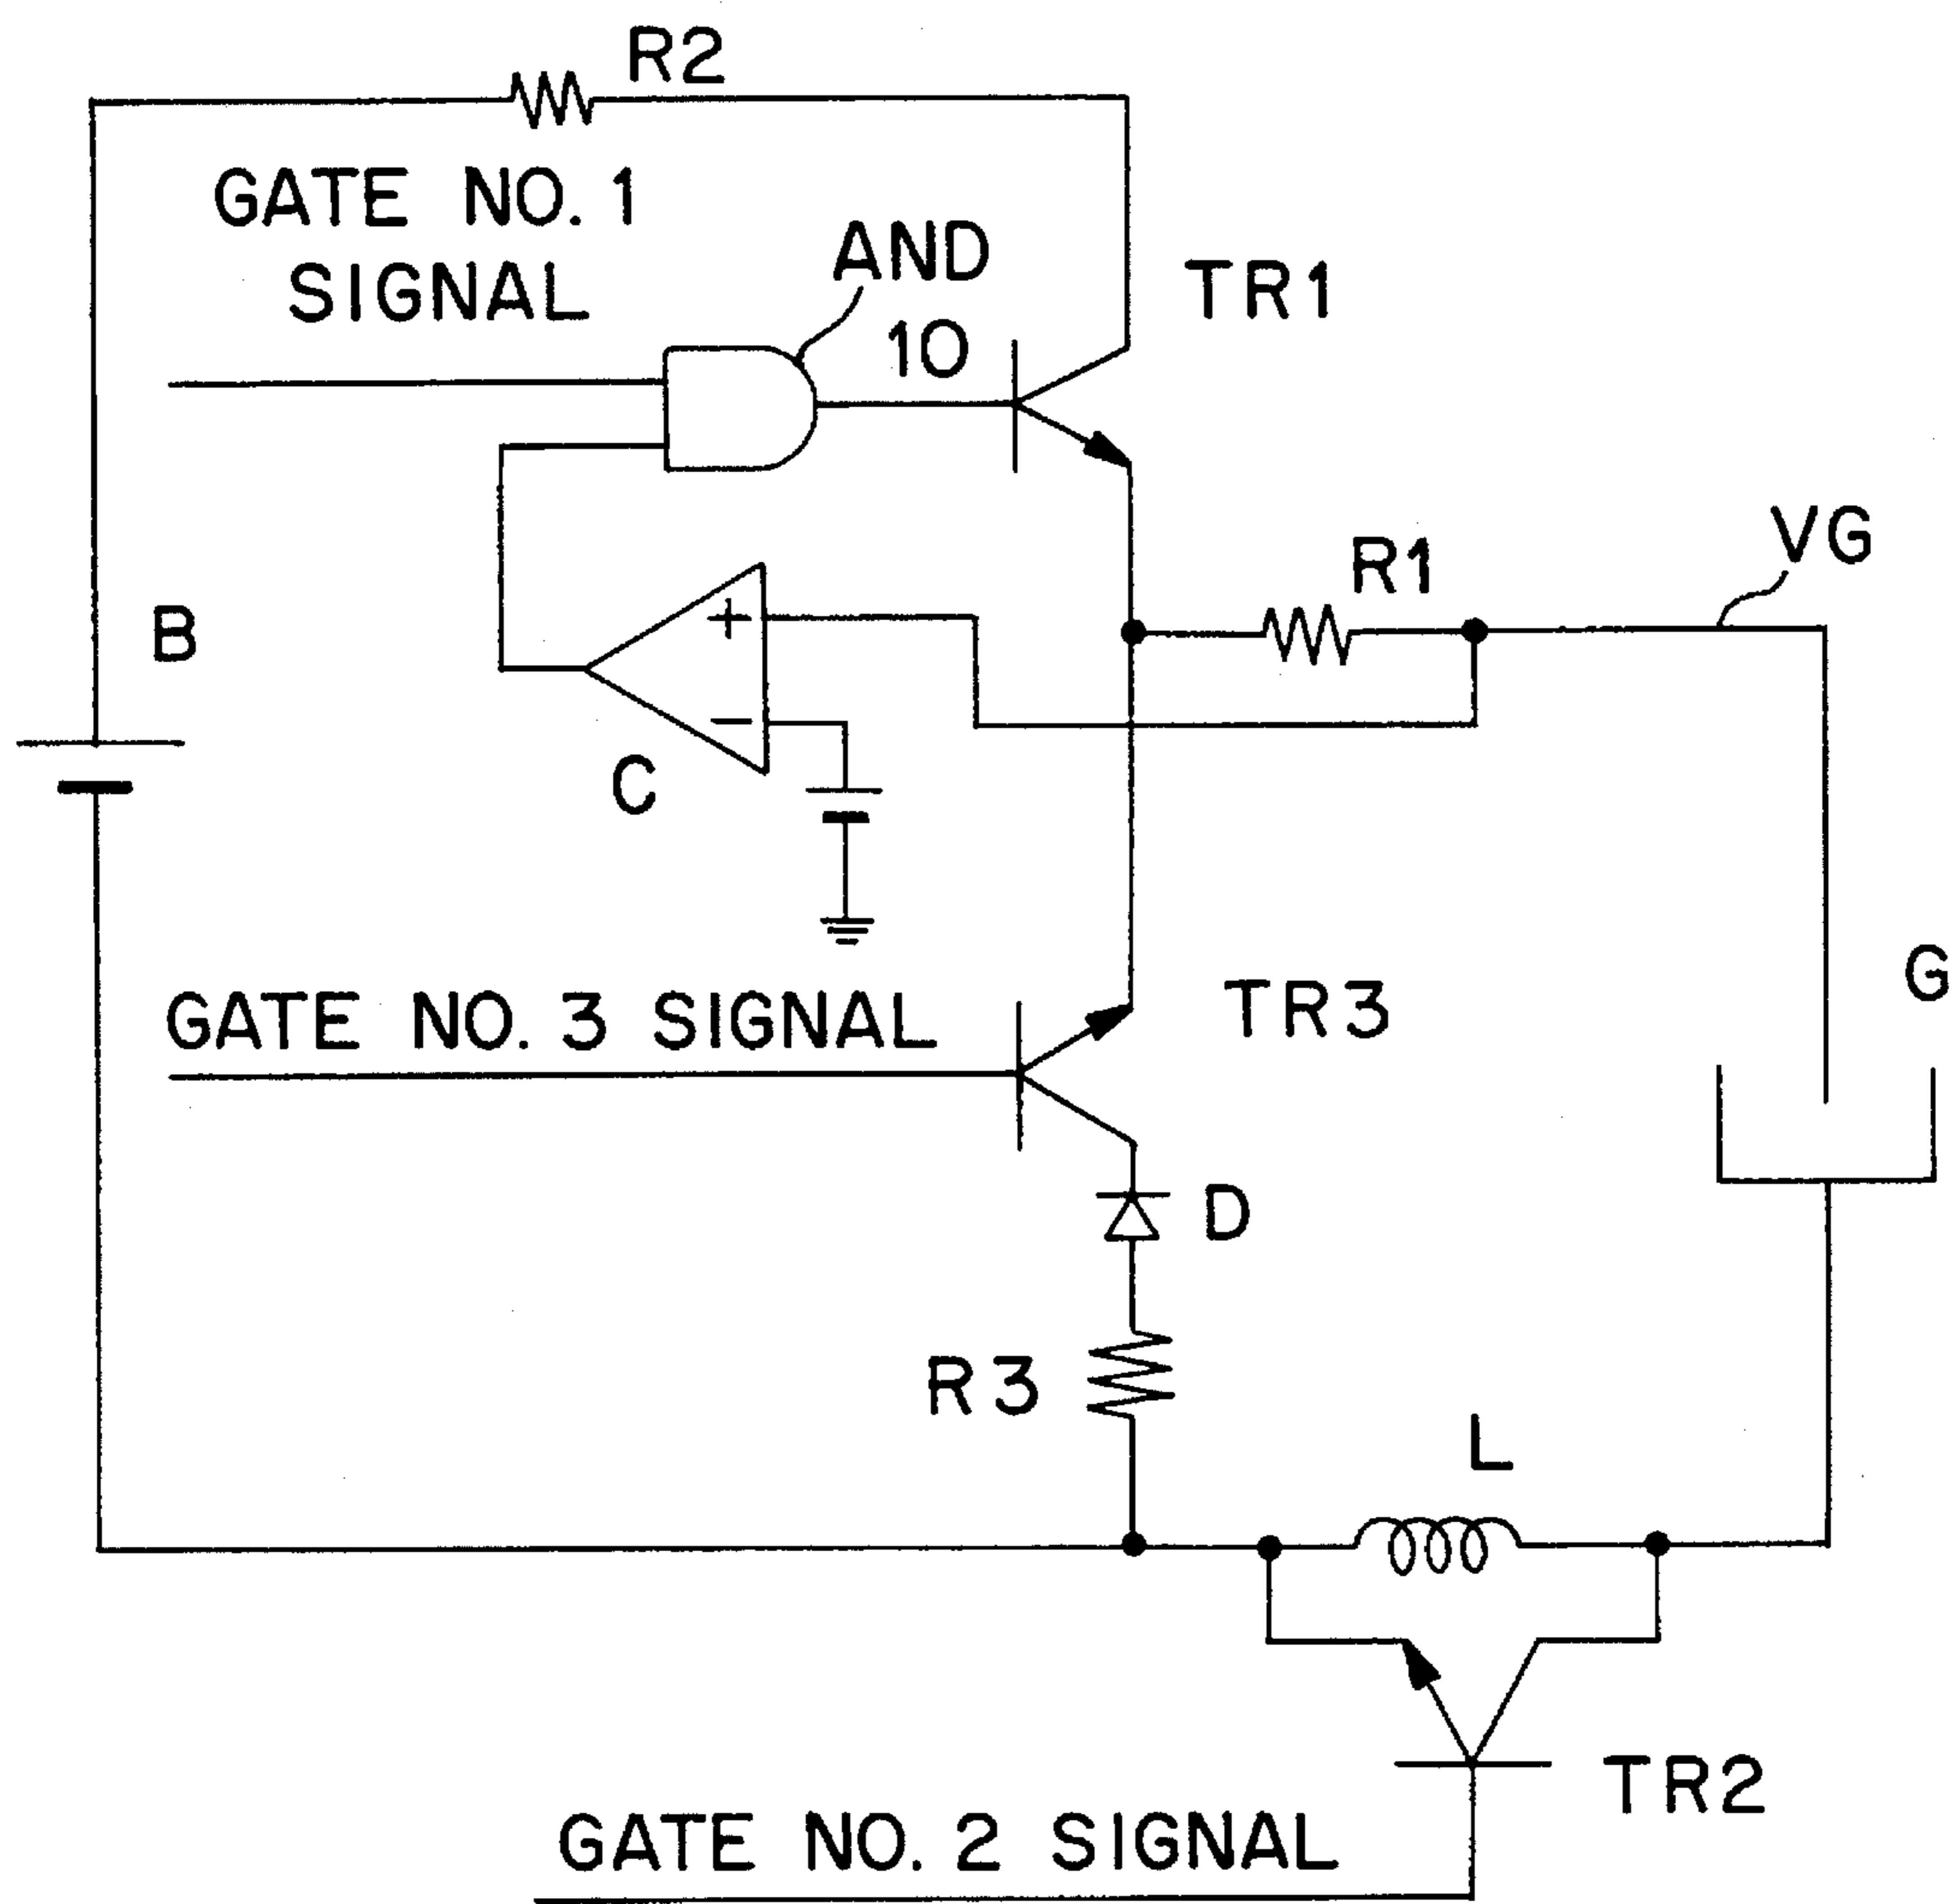 R2
GATE NO. 1
SIGNAL
AND
10
TR1
R1
VG
B
+
−
C
G
GATE NO. 3 SIGNAL
TR3
D
R3
L
TR2
GATE NO. 2 SIGNAL